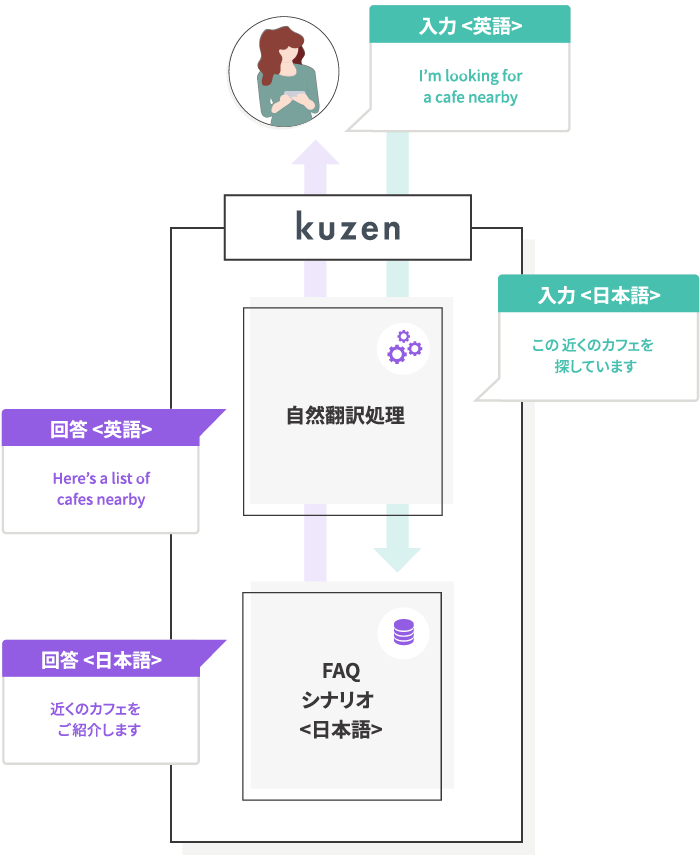 入力 <英語>
I'm looking for
a cafe nearby
kuzen
入力 <日本語>
この 近くのカフェを
探しています
自然翻訳処理
回答 <英語>
Here's a list of
cafes nearby
回答 <日本語>
近くのカフェを
ご紹介します
FAQ
シナリオ
<日本語>